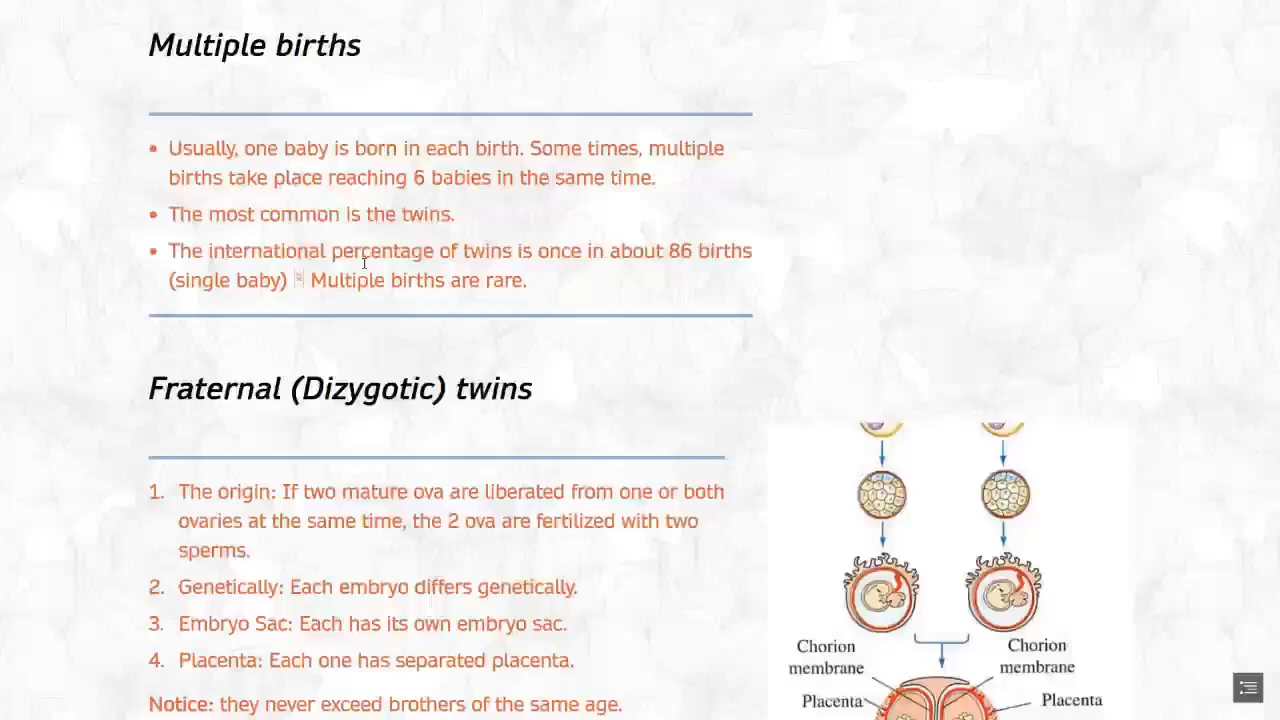 Multiple births
• Usually, one baby is born in each birth. Some times, multiple
births take place reaching 6 babies in the same time.
• The most common is the twins.
• The international percentage of twins is once in about 86 births
(single baby) Multiple births are rare.
Fraternal (Dizygotic) twins
1. The origin: If two mature ova are liberated from one or both
ovaries at the same time, the 2 ova are fertilized with two
sperms.
2. Genetically: Each embryo differs genetically.
3. Embryo Sac: Each has its own embryo sac.
4. Placenta: Each one has separated placenta.
Notice: they never exceed brothers of the same age.
Chorion
membrane
Chorion
membrane
Placenta
Placenta